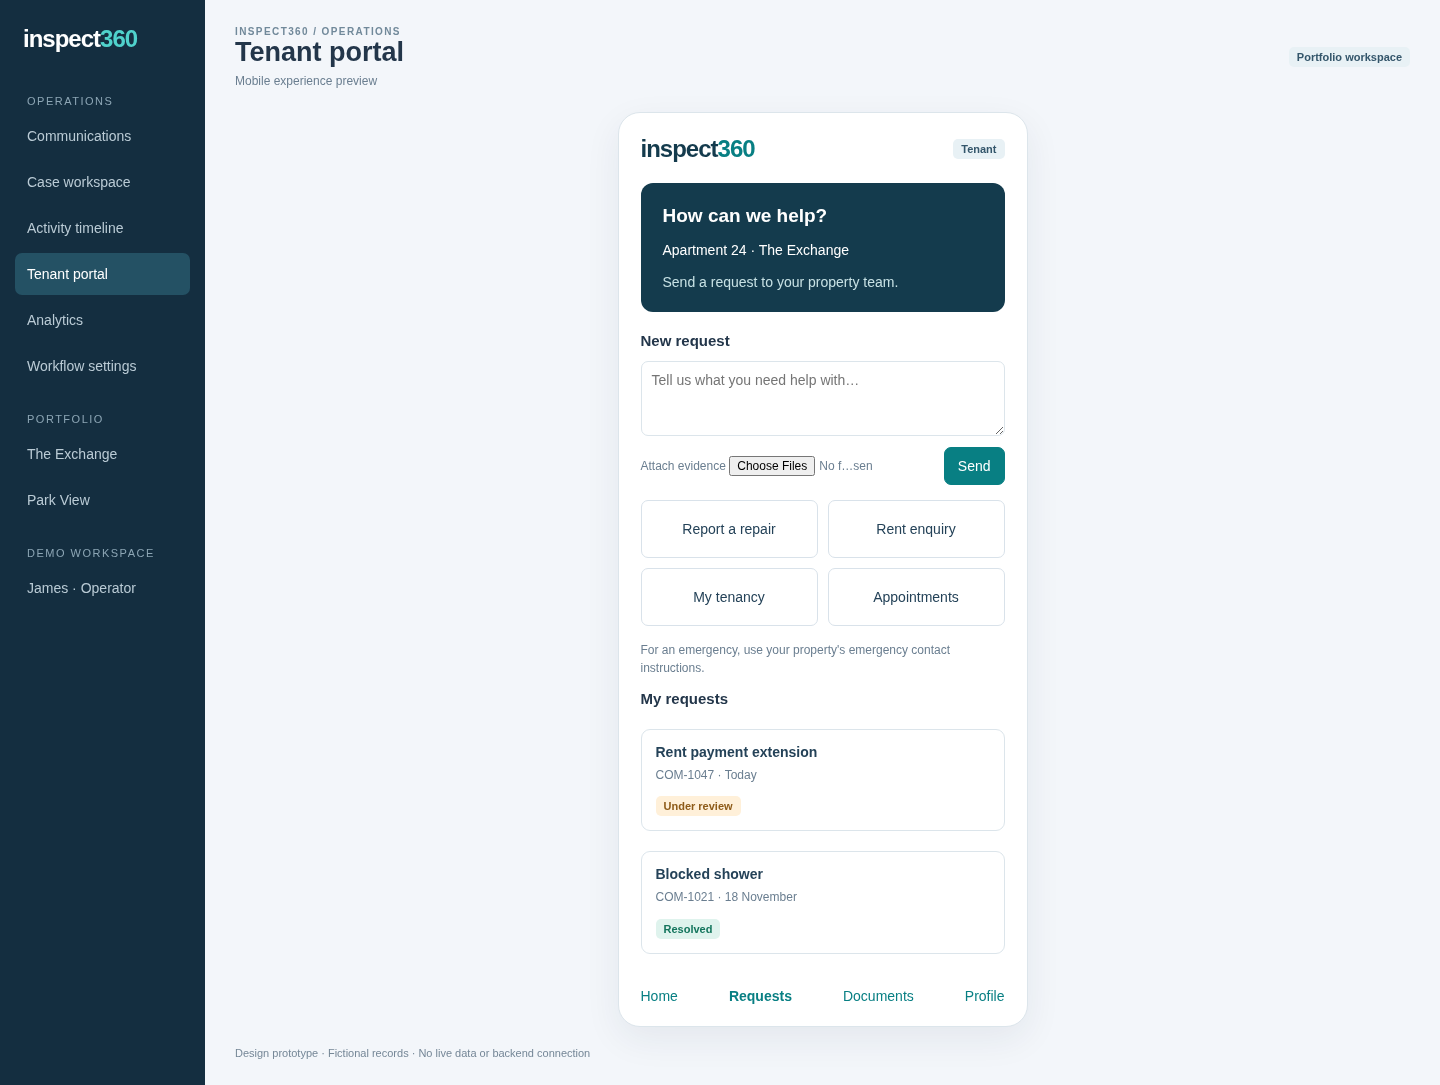 inspect360
OPERATIONS
Communications
Case workspace
Activity timeline
Tenant portal
Analytics
Workflow settings
PORTFOLIO
The Exchange
Park View
DEMO WORKSPACE
James · Operator
INSPECT360 / OPERATIONS
Tenant portal
Mobile experience preview
Portfolio workspace
inspect360
Tenant
How can we help?
Apartment 24 · The Exchange
Send a request to your property team.
New request
Tell us what you need help with…
Attach evidence Choose Files No f…sen
Send
Report a repair
Rent enquiry
My tenancy
Appointments
For an emergency, use your property's emergency contact
instructions.
My requests
Rent payment extension
COM-1047 · Today
Under review
Blocked shower
COM-1021 · 18 November
Resolved
Home
Requests
Documents
Profile
Design prototype · Fictional records · No live data or backend connection